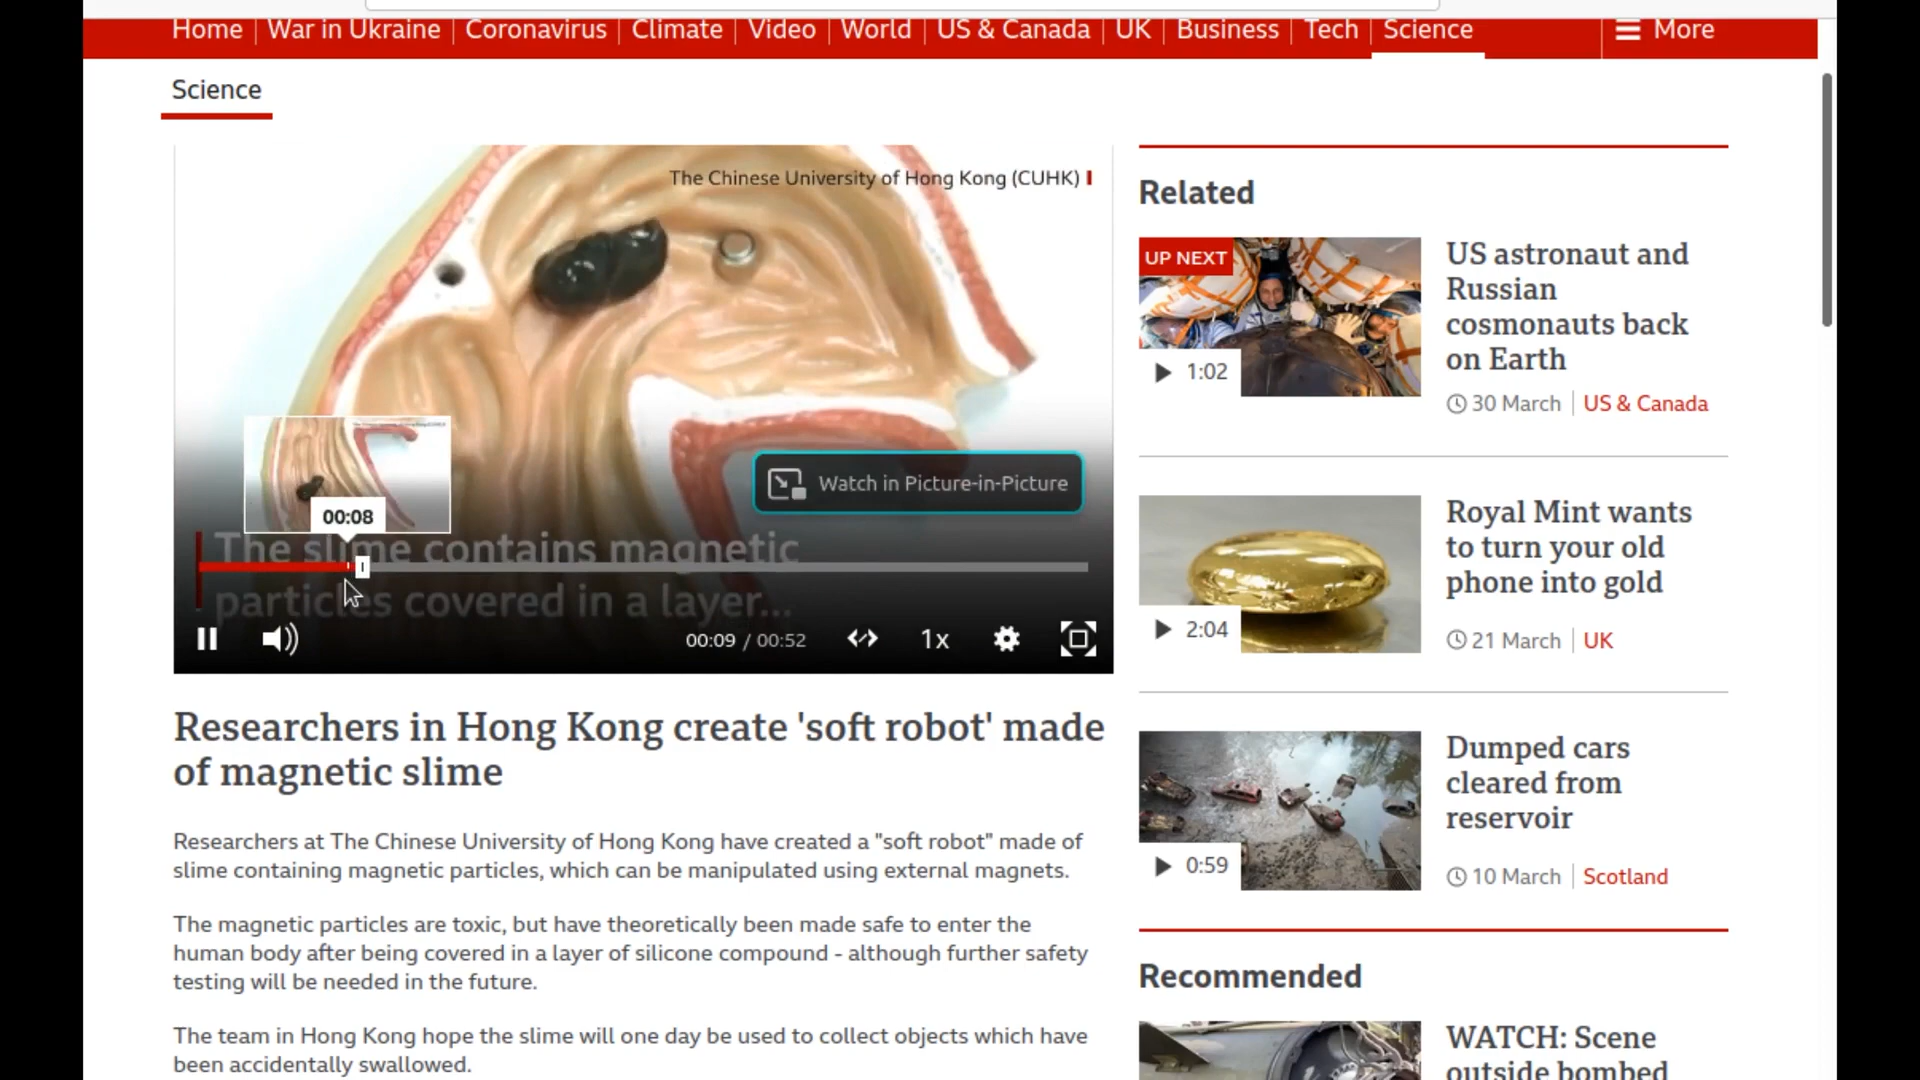 Home
War in Ukraine
Coronavirus
Climate
Video
World
US & Canada
UK
Business
Tech
Science
More
Science
The Chinese University of Hong Kong (CUHK)
Watch in Picture-in-Picture
00:08
The slime contains magnetic
particles covered in a layer...
00:09 / 00:52
1x
Researchers in Hong Kong create 'soft robot' made
of magnetic slime
Researchers at The Chinese University of Hong Kong have created a "soft robot" made of
slime containing magnetic particles, which can be manipulated using external magnets.
The magnetic particles are toxic, but have theoretically been made safe to enter the
human body after being covered in a layer of silicone compound - although further safety
testing will be needed in the future.
The team in Hong Kong hope the slime will one day be used to collect objects which have
been accidentally swallowed.
Related
UP NEXT
1:02
US astronaut and
Russian
cosmonauts back
on Earth
30 March
US & Canada
2:04
Royal Mint wants
to turn your old
phone into gold
21 March
UK
0:59
Dumped cars
cleared from
reservoir
10 March
Scotland
Recommended
WATCH: Scene
outside bombed